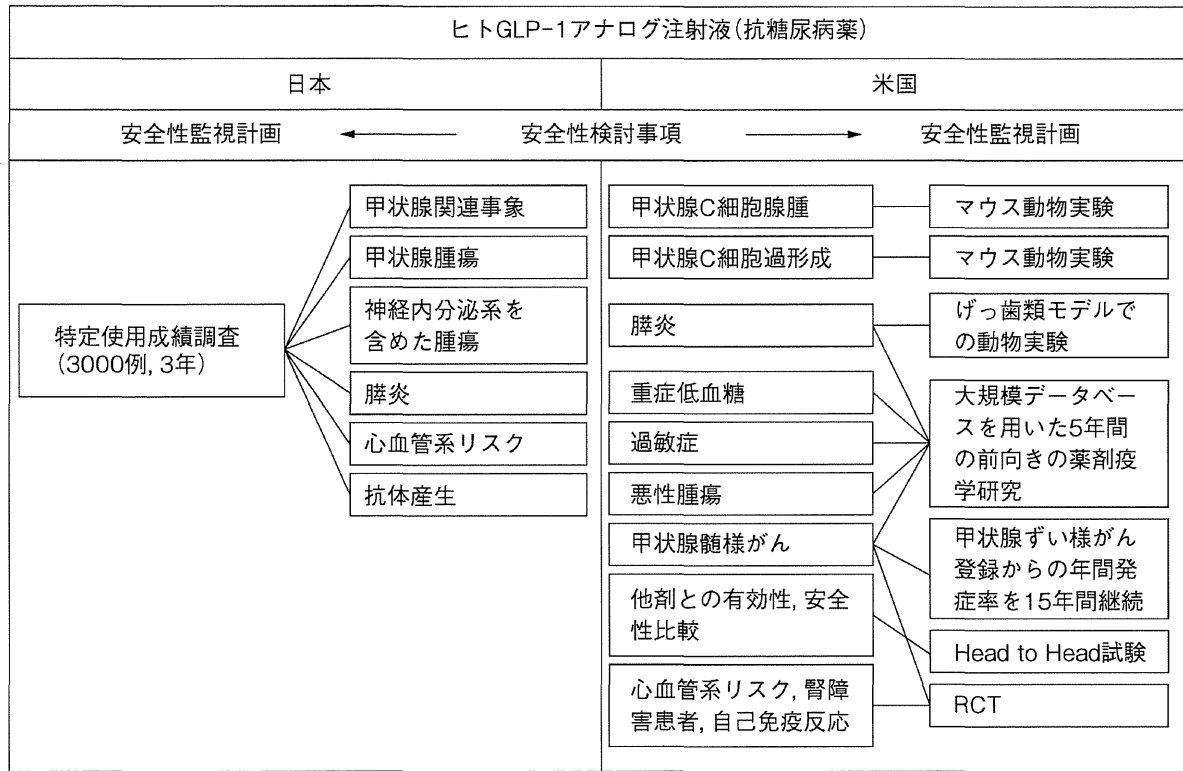 ヒトGLP-1アナログ注射液(抗糖尿病薬)
日本
米国
安全性監視計画
安全性検討事項
安全性監視計画
特定使用成績調査
(3000例, 3年)
甲状腺関連事象
甲状腺腫瘍
神経内分泌系を
含めた腫瘍
膵炎
心血管系リスク
抗体産生
甲状腺C細胞腺腫
甲状腺C細胞過形成
膵炎
重症低血糖
過敏症
悪性腫瘍
甲状腺髄様がん
他剤との有効性, 安全
性比較
心血管系リスク, 腎障
害患者, 自己免疫反応
マウス動物実験
マウス動物実験
げっ歯類モデルで
の動物実験
大規模データベー
スを用いた5年間
の前向きの薬剤疫
学研究
甲状腺ずい様がん
登録からの年間発
症率を15年間継続
Head to Head試験
RCT